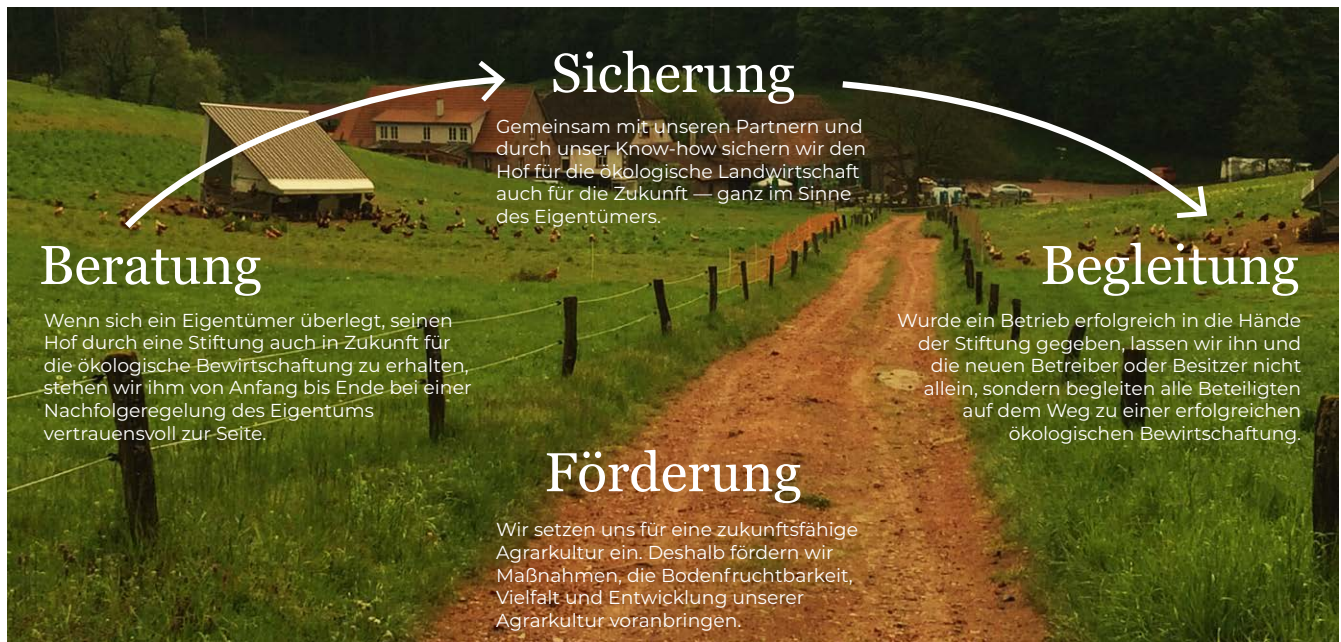 Sicherung
Gemeinsam mit unseren Partnern und
durch unser Know-how sichern wir den
Hof für die ökologische Landwirtschaft
auch für die Zukunft — ganz im Sinne
des Eigentümers.
Beratung
Wenn sich ein Eigentümer überlegt, seinen
Hof durch eine Stiftung auch in Zukunft für
die ökologische Bewirtschaftung zu erhalten,
stehen wir ihm von Anfang bis Ende bei einer
Nachfolgeregelung des Eigentums
vertrauensvoll zur Seite.
Begleitung
Wurde ein Betrieb erfolgreich in die Hände
der Stiftung gegeben, lassen wir ihn und
die neuen Betreiber oder Besitzer nicht
allein, sondern begleiten alle Beteiligten
auf dem Weg zu einer erfolgreichen
ökologischen Bewirtschaftung.
Förderung
Wir setzen uns für eine zukunftsfähige
Agrarkultur ein. Deshalb fördern wir
Maßnahmen, die Bodenfruchtbarkeit,
Vielfalt und Entwicklung unserer
Agrarkultur voranbringen.